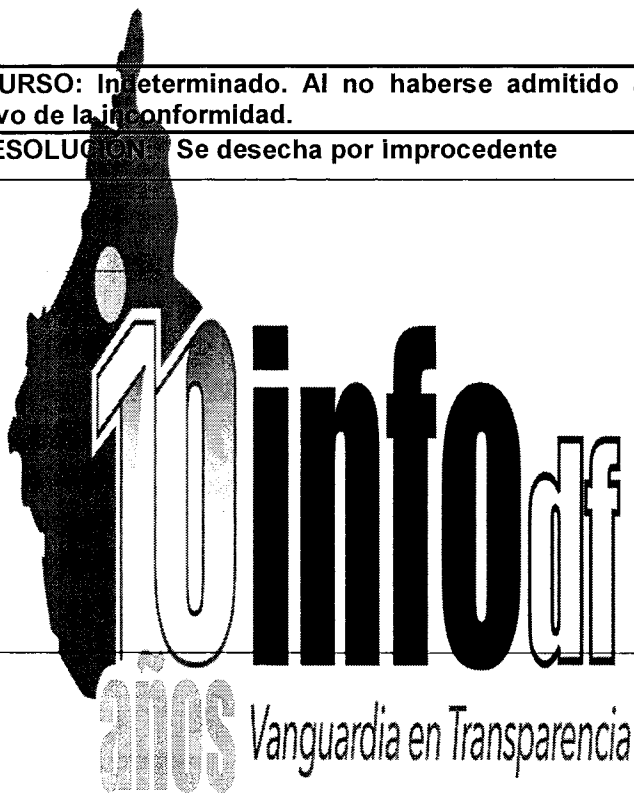 URSO: Indeterminado. Al no haberse admitido
vo de la inconformidad.
ESOLUCIÓN: Se desecha por improcedente
10 info df
años Vanguardia en Transparencia